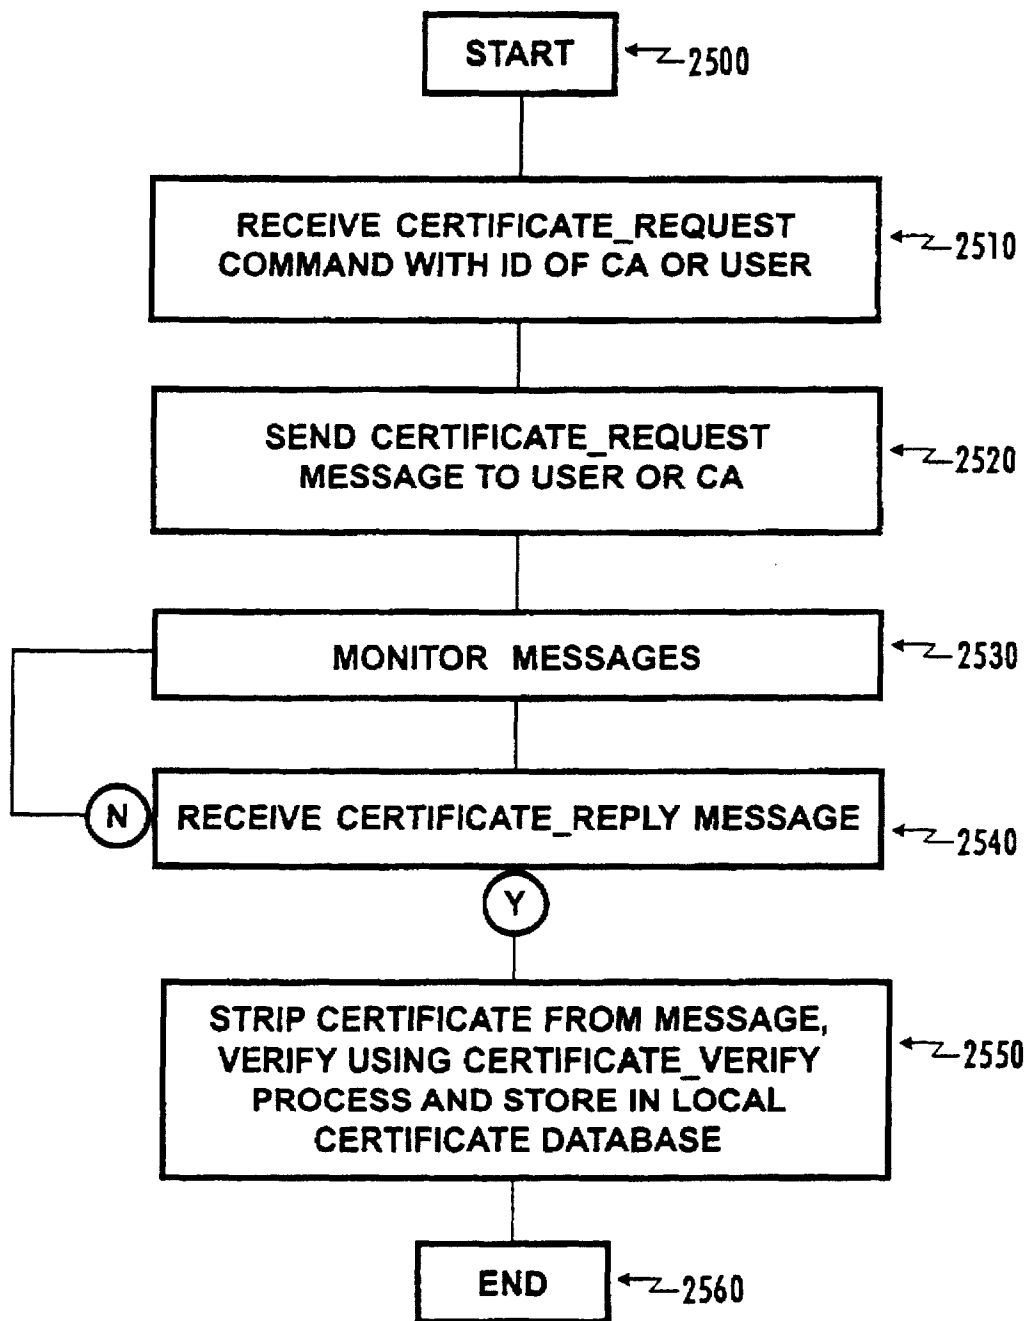 START
2500
RECEIVE CERTIFICATE_REQUEST
COMMAND WITH ID OF CA OR USER
2510
SEND CERTIFICATE_REQUEST
MESSAGE TO USER OR CA
2520
MONITOR MESSAGES
2530
N
RECEIVE CERTIFICATE_REPLY MESSAGE
2540
Y
STRIP CERTIFICATE FROM MESSAGE,
VERIFY USING CERTIFICATE_VERIFY
PROCESS AND STORE IN LOCAL
CERTIFICATE DATABASE
2550
END
2560